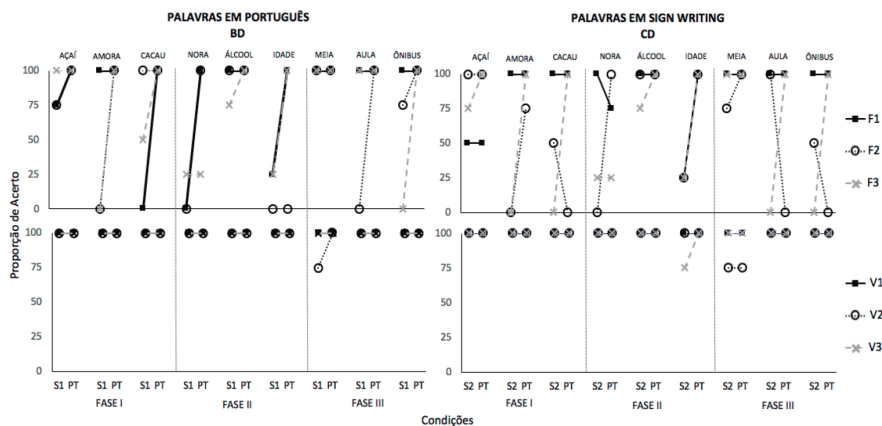 PALAVRAS EM PORTUGUÊS
BD
AÇAÍ AMORA CACAU NORA ÁLCOOL IDADE MEIA AULA ÔNIBUS
100
75
50
25
0
100
75
50
25
0
Proporção de Acerto
S1 PT S1 PT S1 PT S1 PT S1 PT S1 PT S1 PT S1 PT S1 PT
FASE I FASE II FASE III
PALAVRAS EM SIGN WRITING
CD
AÇAÍ AMORA CACAU NORA ÁLCOOL IDADE MEIA AULA ÔNIBUS
100
75
50
25
0
100
75
50
25
0
S2 PT S2 PT S2 PT S2 PT S2 PT S2 PT S2 PT S2 PT S2 PT
FASE I FASE II FASE III
F1
F2
F3
V1
V2
V3
Condições